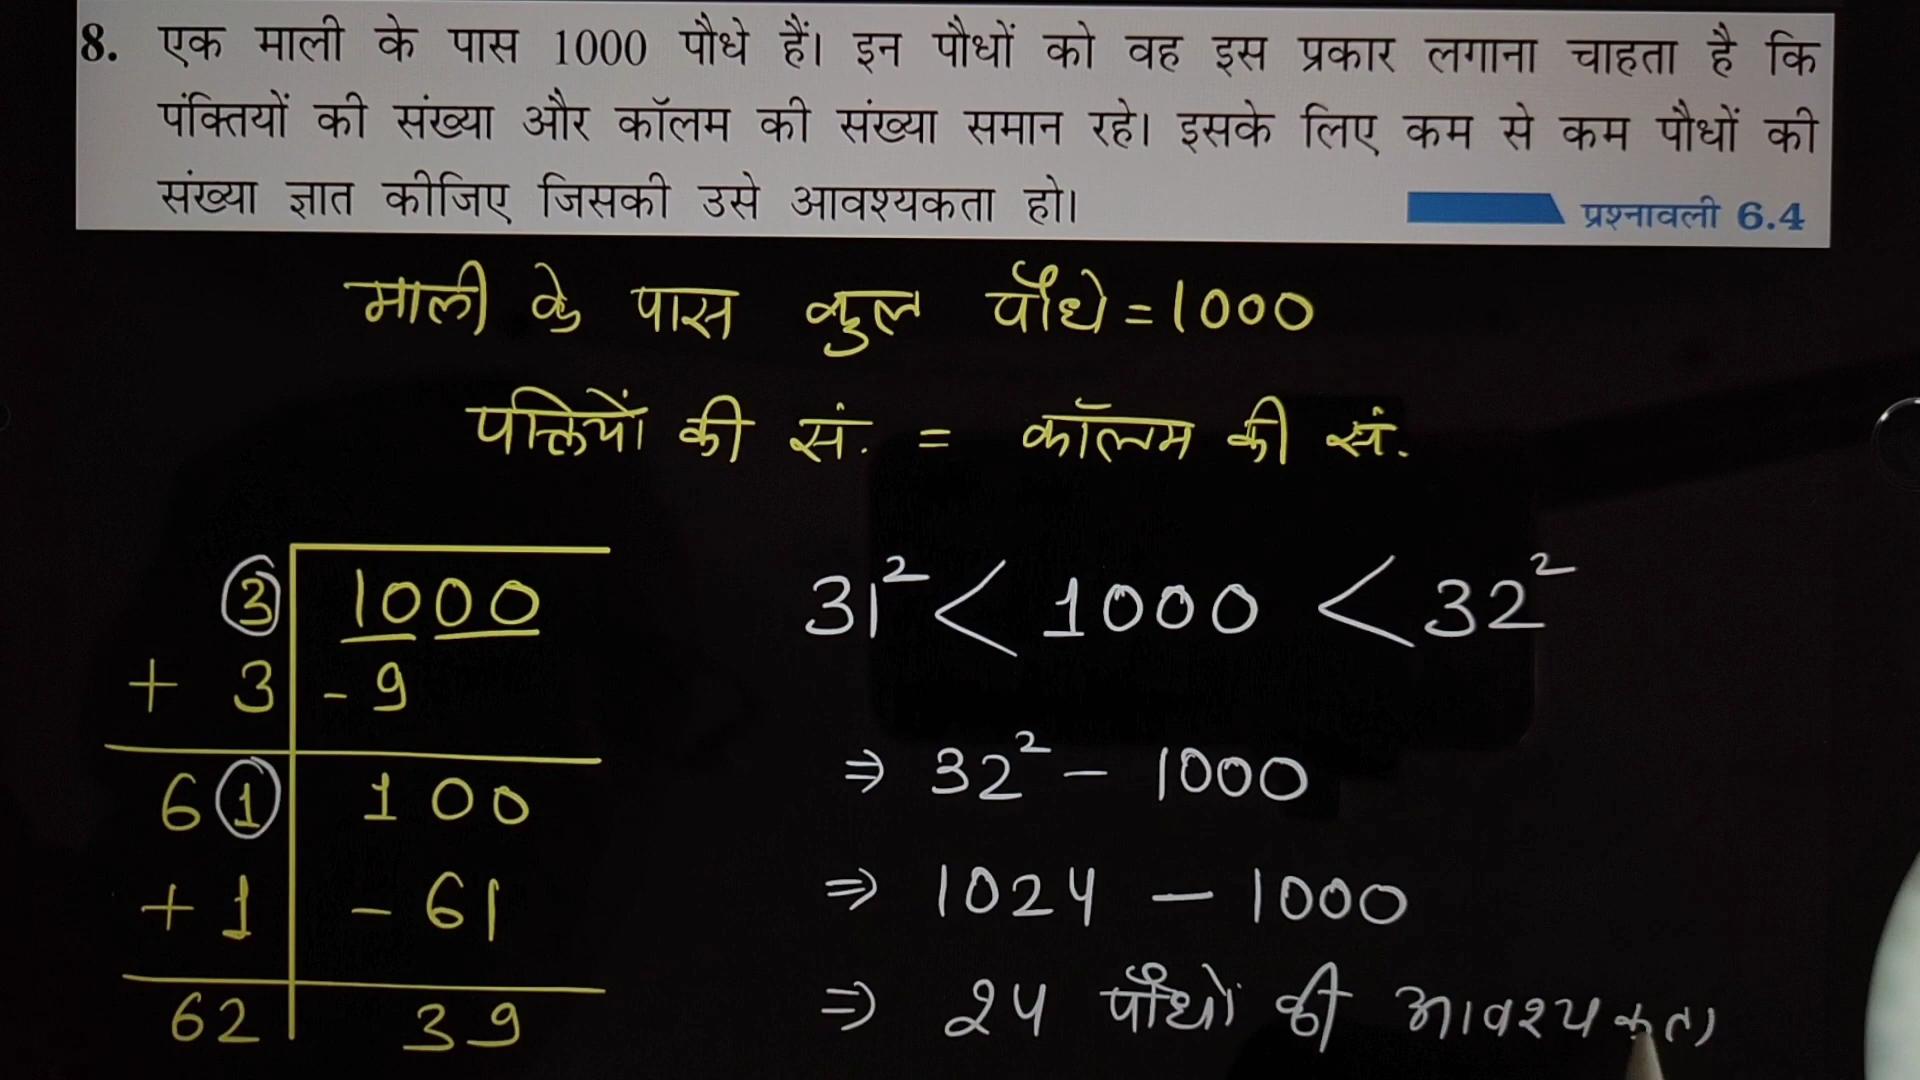 8. एक माली के पास 1000 पौधे हैं। इन पौधों को वह इस प्रकार लगाना चाहता है कि
पंक्तियों की संख्या और कॉलम की संख्या समान रहे। इसके लिए कम से कम पौधों की
संख्या ज्ञात कीजिए जिसकी उसे आवश्यकता हो।
प्रश्नावली 6.4
माली के पास कुल पौधे = 1000
पंक्तियों की सं. = कॉलम की सं.
3 1000
+ 3 - 9
61 100
+ 1 - 61
62 39
31² < 1000 < 32²
⇒ 32² - 1000
⇒ 1024 - 1000
⇒ 24 पौधों की आवश्यकता